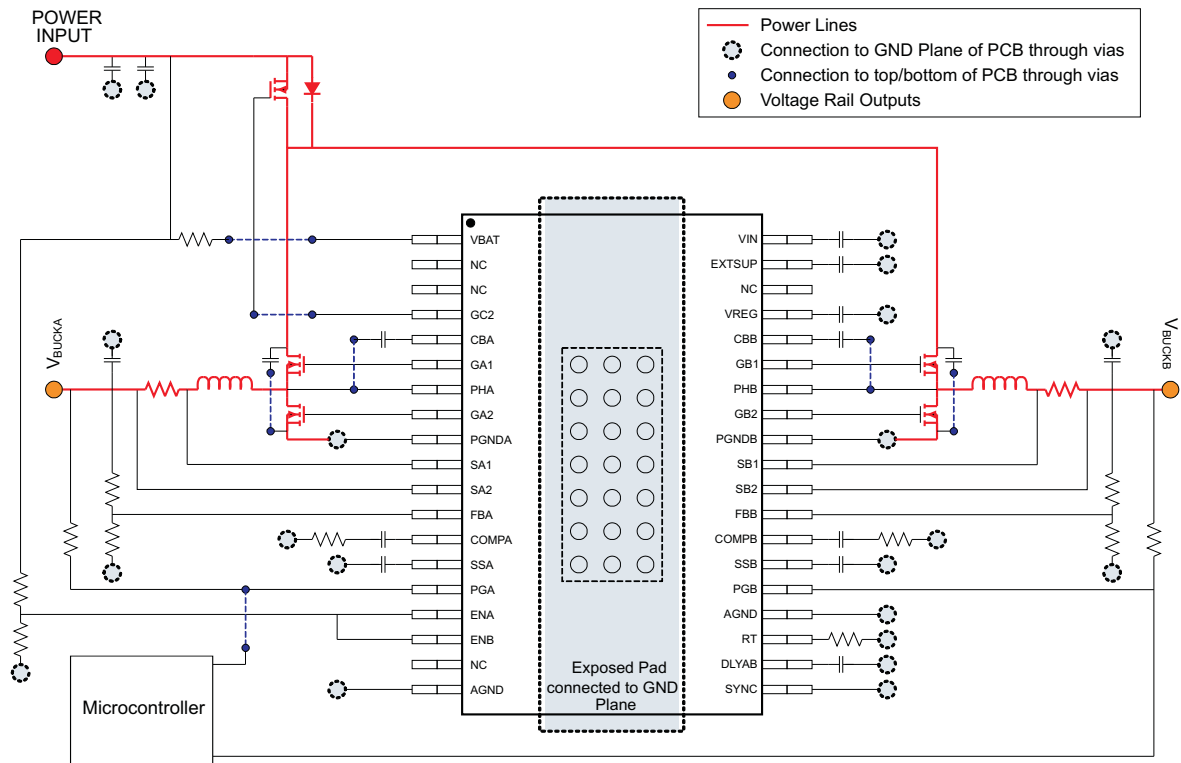 POWER
INPUT
Power Lines
Connection to GND Plane of PCB through vias
Connection to top/bottom of PCB through vias
Voltage Rail Outputs
VBUCKA
VBUCKB
VBAT
NC
NC
GC2
CBA
GA1
PHA
GA2
PGNDA
SA1
SA2
FBA
COMPA
SSA
PGA
ENA
ENB
NC
AGND
VIN
EXTSUP
NC
VREG
CBB
GB1
PHB
GB2
PGNDB
SB1
SB2
FBB
COMPB
SSB
PGB
AGND
RT
DLYAB
SYNC
Exposed Pad
connected to GND
Plane
Microcontroller